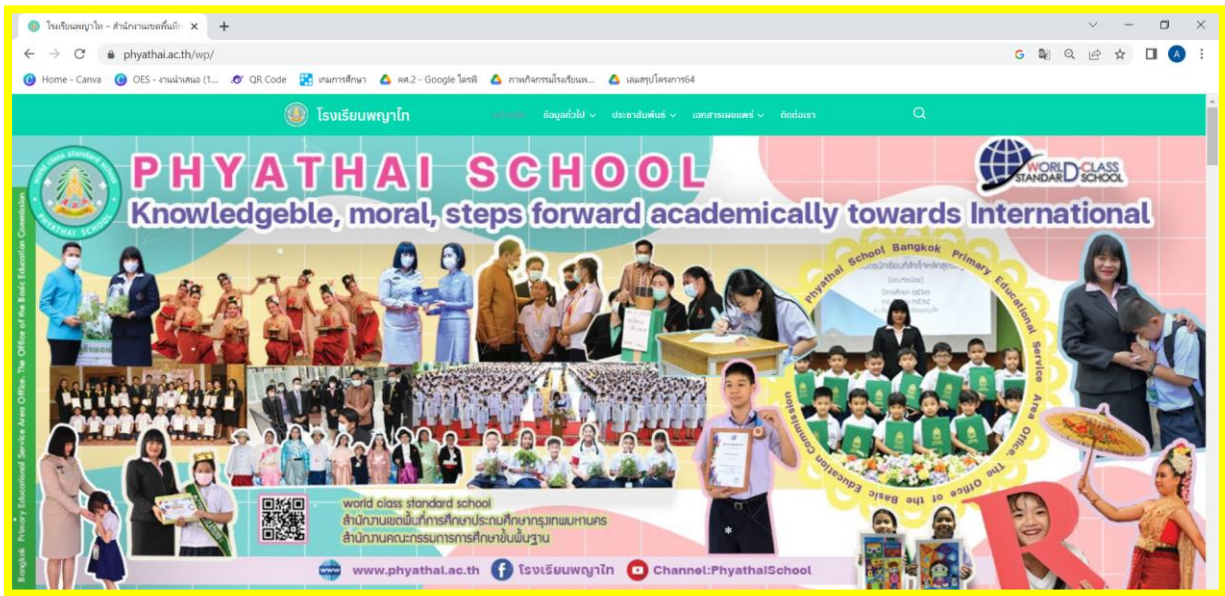 โรงเรียนพญาไท – สำนักงานเขตพื้นที่ก
phyathai.ac.th/wp/
Home - Canva
OES - งานนำเสนอ (1...
QR Code
เกมการศึกษา
คศ.2 - Google ไดรฟ์
ภาพกิจกรรมโรงเรียนพ...
เล่มสรุปโครงการ64
โรงเรียนพญาไท
ข้อมูลทั่วไป
ประชาสัมพันธ์
เอกสารเผยแพร่
ติดต่อเรา
PHYATHAI SCHOOL
Knowledgeble, moral, steps forward academically towards International
WORLD-CLASS
STANDARD SCHOOL
world class standard school
PHYATHAI SCHOOL
Bangkok Primary Educational Service Area Office. The Office of the Basic Education Commission
Phyathai School Bangkok Primary Educational Service Area Office. The Office of the Basic Education Commission
world class standard school
สำนักงานเขตพื้นที่การศึกษาประถมศึกษากรุงเทพมหานคร
สำนักงานคณะกรรมการการศึกษาขั้นพื้นฐาน
www.phyathai.ac.th
โรงเรียนพญาไท
Channel:PhyathaiSchool
R